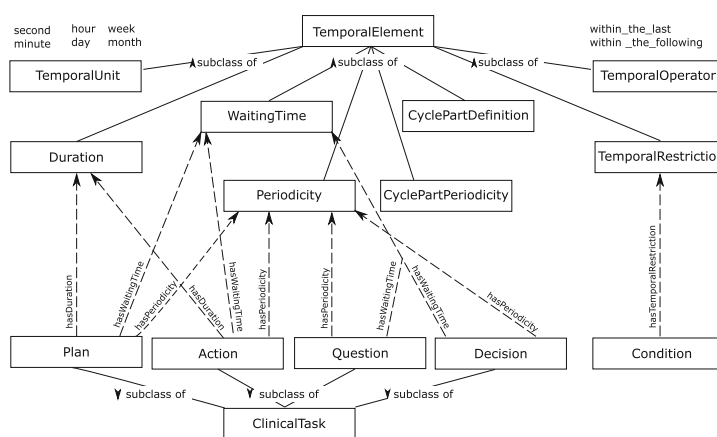 TemporalElement
second
minute
hour
day
week
month
within_the_last
within _the_following
subclass of
subclass of
subclass of
TemporalUnit
TemporalOperator
WaitingTime
CyclePartDefinition
Duration
TemporalRestrictio
Periodicity
CyclePartPeriodicity
hasDuration
hasWaitingTime
hasPeriodicity
hasDuration
hasWaitingTime
hasPeriodicity
hasPeriodicity
hasWaitingTime
hasWaitingTime
hasPeriodicity
hasTemporalRestriction
Plan
Action
Question
Decision
Condition
subclass of
subclass of
subclass of
ClinicalTask